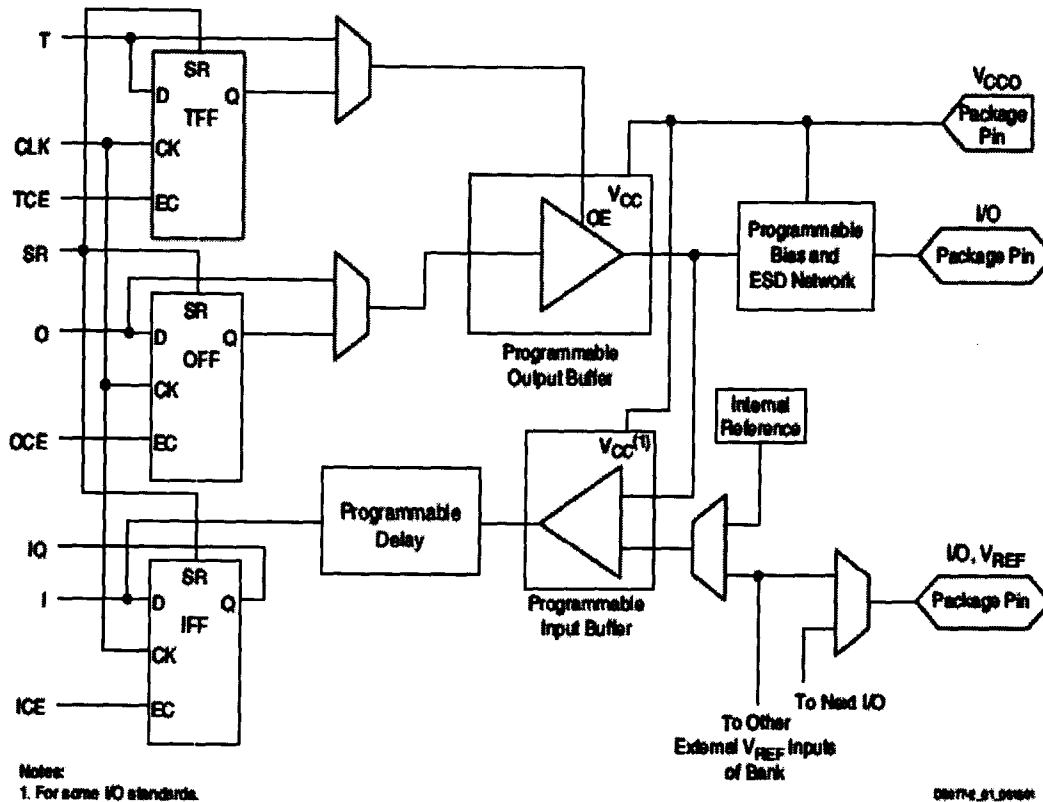 T
SR
D
Q
TFF
CLK
CK
TCE
EC
SR
SR
O
D
Q
OFF
CK
OCE
EC
IQ
SR
I
D
Q
IFF
CK
ICE
EC
VCC
OE
Programmable
Output Buffer
VCCO
Package
Pin
Programmable
Bias and
ESD Network
I/O
Package Pin
Internal
Reference
VCC(1)
Programmable
Delay
Programmable
Input Buffer
I/O, VREF
Package Pin
To Next I/O
To Other
External VREF Inputs
of Bank
Notes:
1. For some I/O standards.